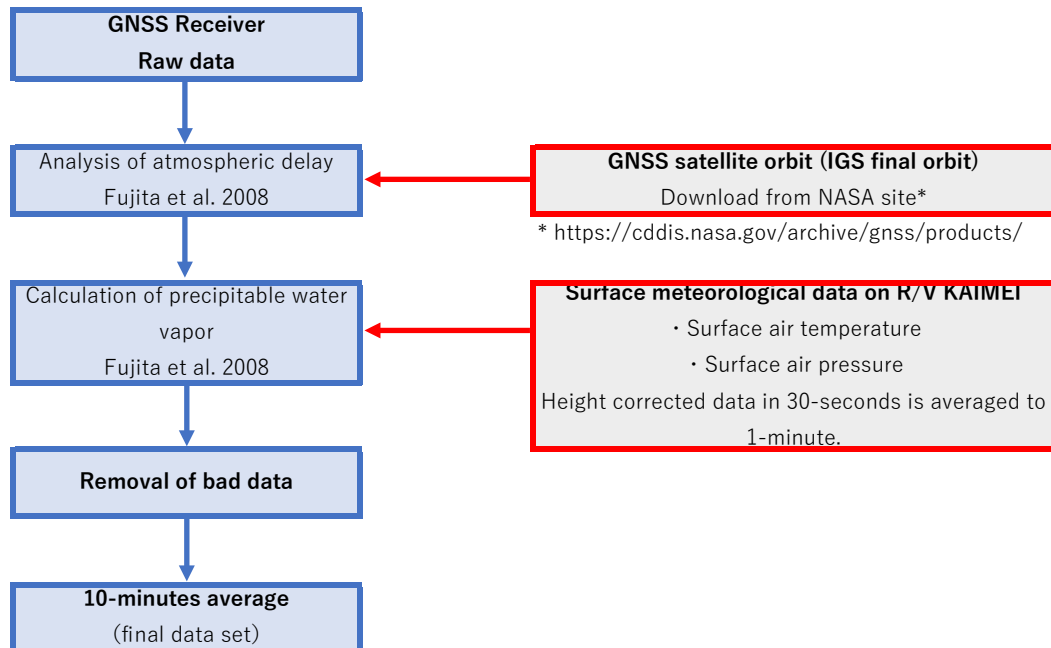 GNSS Receiver
Raw data
Analysis of atmospheric delay
Fujita et al. 2008
GNSS satellite orbit (IGS final orbit)
Download from NASA site*
* https://cddis.nasa.gov/archive/gnss/products/
Calculation of precipitable water
vapor
Fujita et al. 2008
Surface meteorological data on R/V KAIMEI
・Surface air temperature
・Surface air pressure
Height corrected data in 30-seconds is averaged to
1-minute.
Removal of bad data
10-minutes average
(final data set)